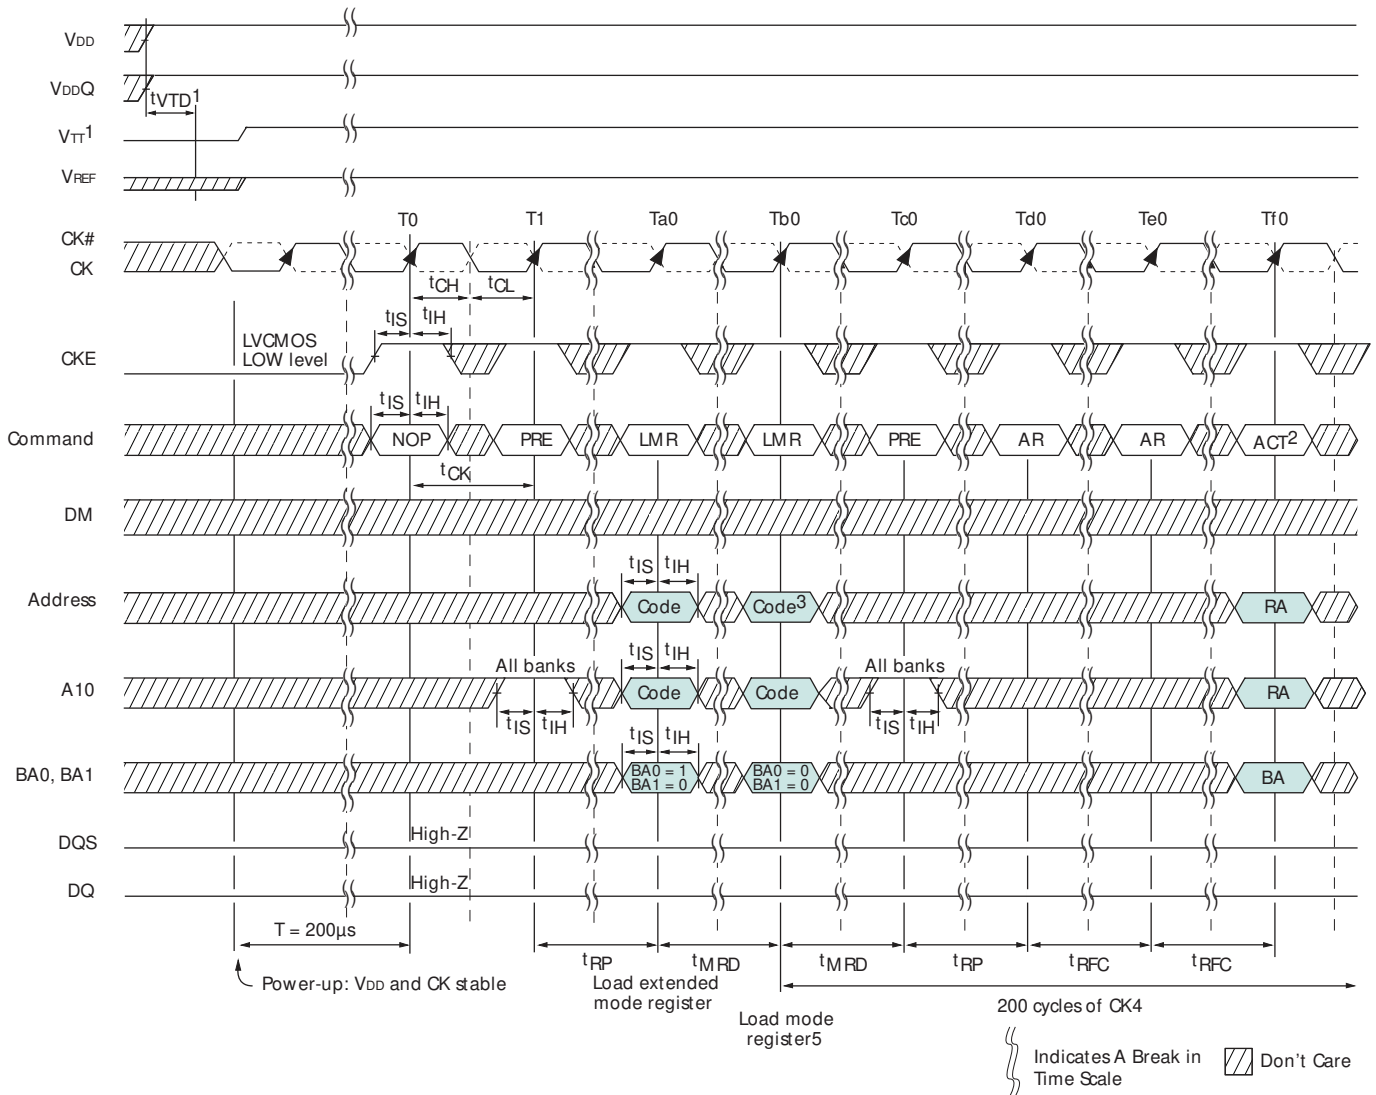 VDD
VDDQ
tVTD1
VTT1
VREF
T0 T1 Ta0 Tb0 Tc0 Td0 Te0 Tf0
CK#
CK
tCH tCL
tIS tIH
LVCMOS
LOW level
CKE
tIS tIH
Command NOP PRE LMR LMR PRE AR AR ACT2
tCK
DM
tIS tIH
Address Code Code3 RA
tIS tIH
All banks All banks
A10 Code Code RA
tIS tIH tIS tIH
tIS tIH
BA0, BA1 BA0 = 1 BA0 = 0 BA
BA1 = 0 BA1 = 0
High-Z
DQS
High-Z
DQ
T = 200µs
tRP tMRD tMRD tRP tRFC tRFC
Power-up: VDD and CK stable
Load extended
mode register
200 cycles of CK4
Load mode
register5
Indicates A Break in
Time Scale
Don't Care